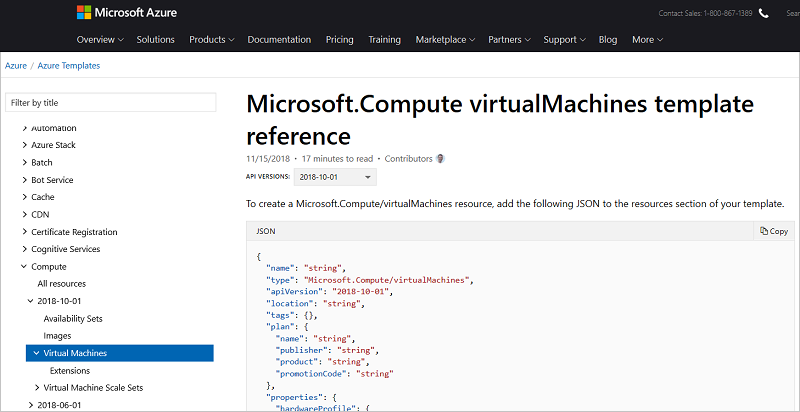 Microsoft Azure
Contact Sales: 1-800-867-1389
Overview Solutions Products Documentation Pricing Training Marketplace Partners Support Blog More
Azure / Azure Templates
Filter by title
Automation
Azure Stack
Batch
Bot Service
Cache
CDN
Certificate Registration
Cognitive Services
Compute
All resources
2018-10-01
Availability Sets
Images
Virtual Machines
Extensions
Virtual Machine Scale Sets
2018-06-01
Microsoft.Compute virtualMachines template
reference
11/15/2018 • 17 minutes to read • Contributors
API VERSIONS: 2018-10-01
To create a Microsoft.Compute/virtualMachines resource, add the following JSON to the resources section of your template.
JSON Copy
{
"name": "string",
"type": "Microsoft.Compute/virtualMachines",
"apiVersion": "2018-10-01",
"location": "string",
"tags": {},
"plan": {
"name": "string",
"publisher": "string",
"product": "string",
"promotionCode": "string"
},
"properties": {
"hardwareProfile": {